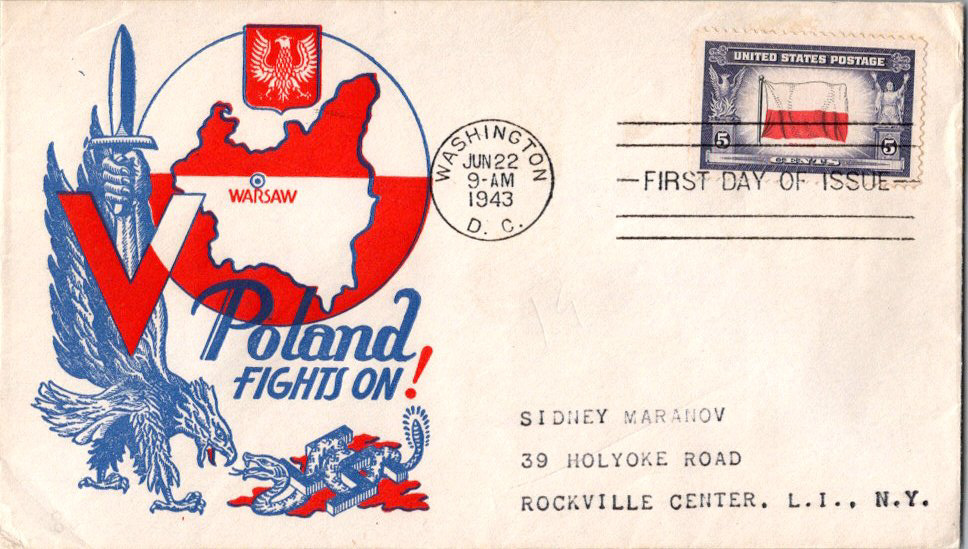 UNITED STATES POSTAGE
5 5
CENTS
WASHINGTON
JUN 22
9-AM
1943
D. C.
FIRST DAY OF ISSUE
WARSAW
V
Poland
FIGHTS ON!
SIDNEY MARANOV
39 HOLYOKE ROAD
ROCKVILLE CENTER. L.I., N.Y.